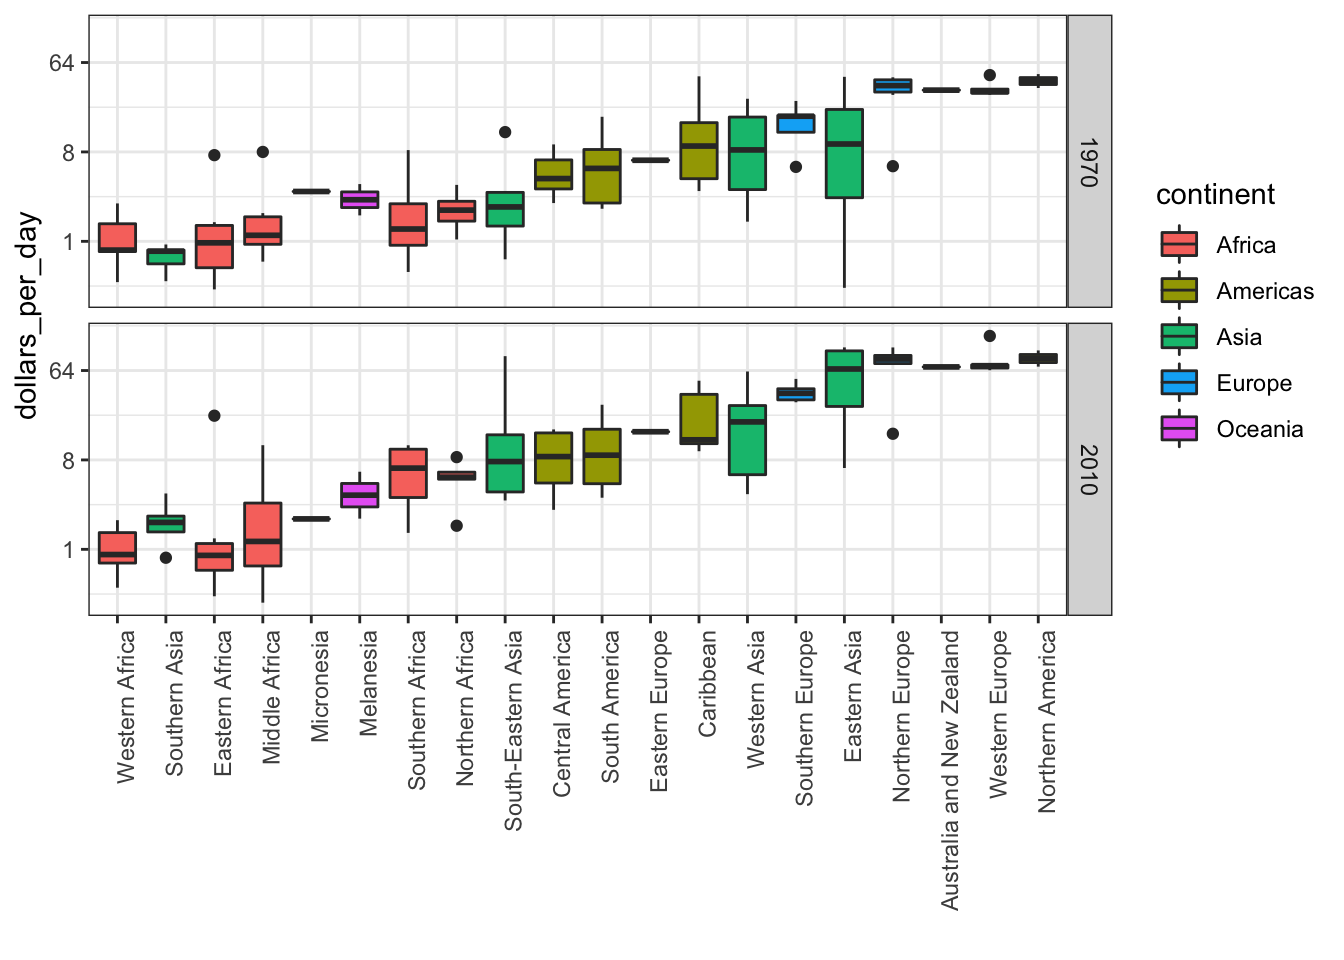 dollars_per_day
64
8
1
1970
64
8
1
2010
Western Africa
Southern Asia
Eastern Africa
Middle Africa
Micronesia
Melanesia
Southern Africa
Northern Africa
South-Eastern Asia
Central America
South America
Eastern Europe
Caribbean
Western Asia
Southern Europe
Eastern Asia
Northern Europe
Australia and New Zealand
Western Europe
Northern America
continent
Africa
Americas
Asia
Europe
Oceania